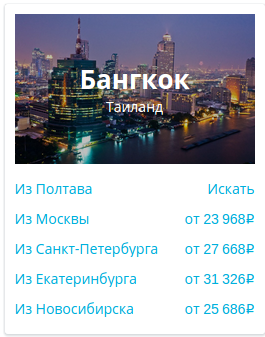 Бангкок
Таиланд
Из Полтава Искать
Из Москвы от 23 968₽
Из Санкт-Петербурга от 27 668₽
Из Екатеринбурга от 31 326₽
Из Новосибирска от 25 686₽